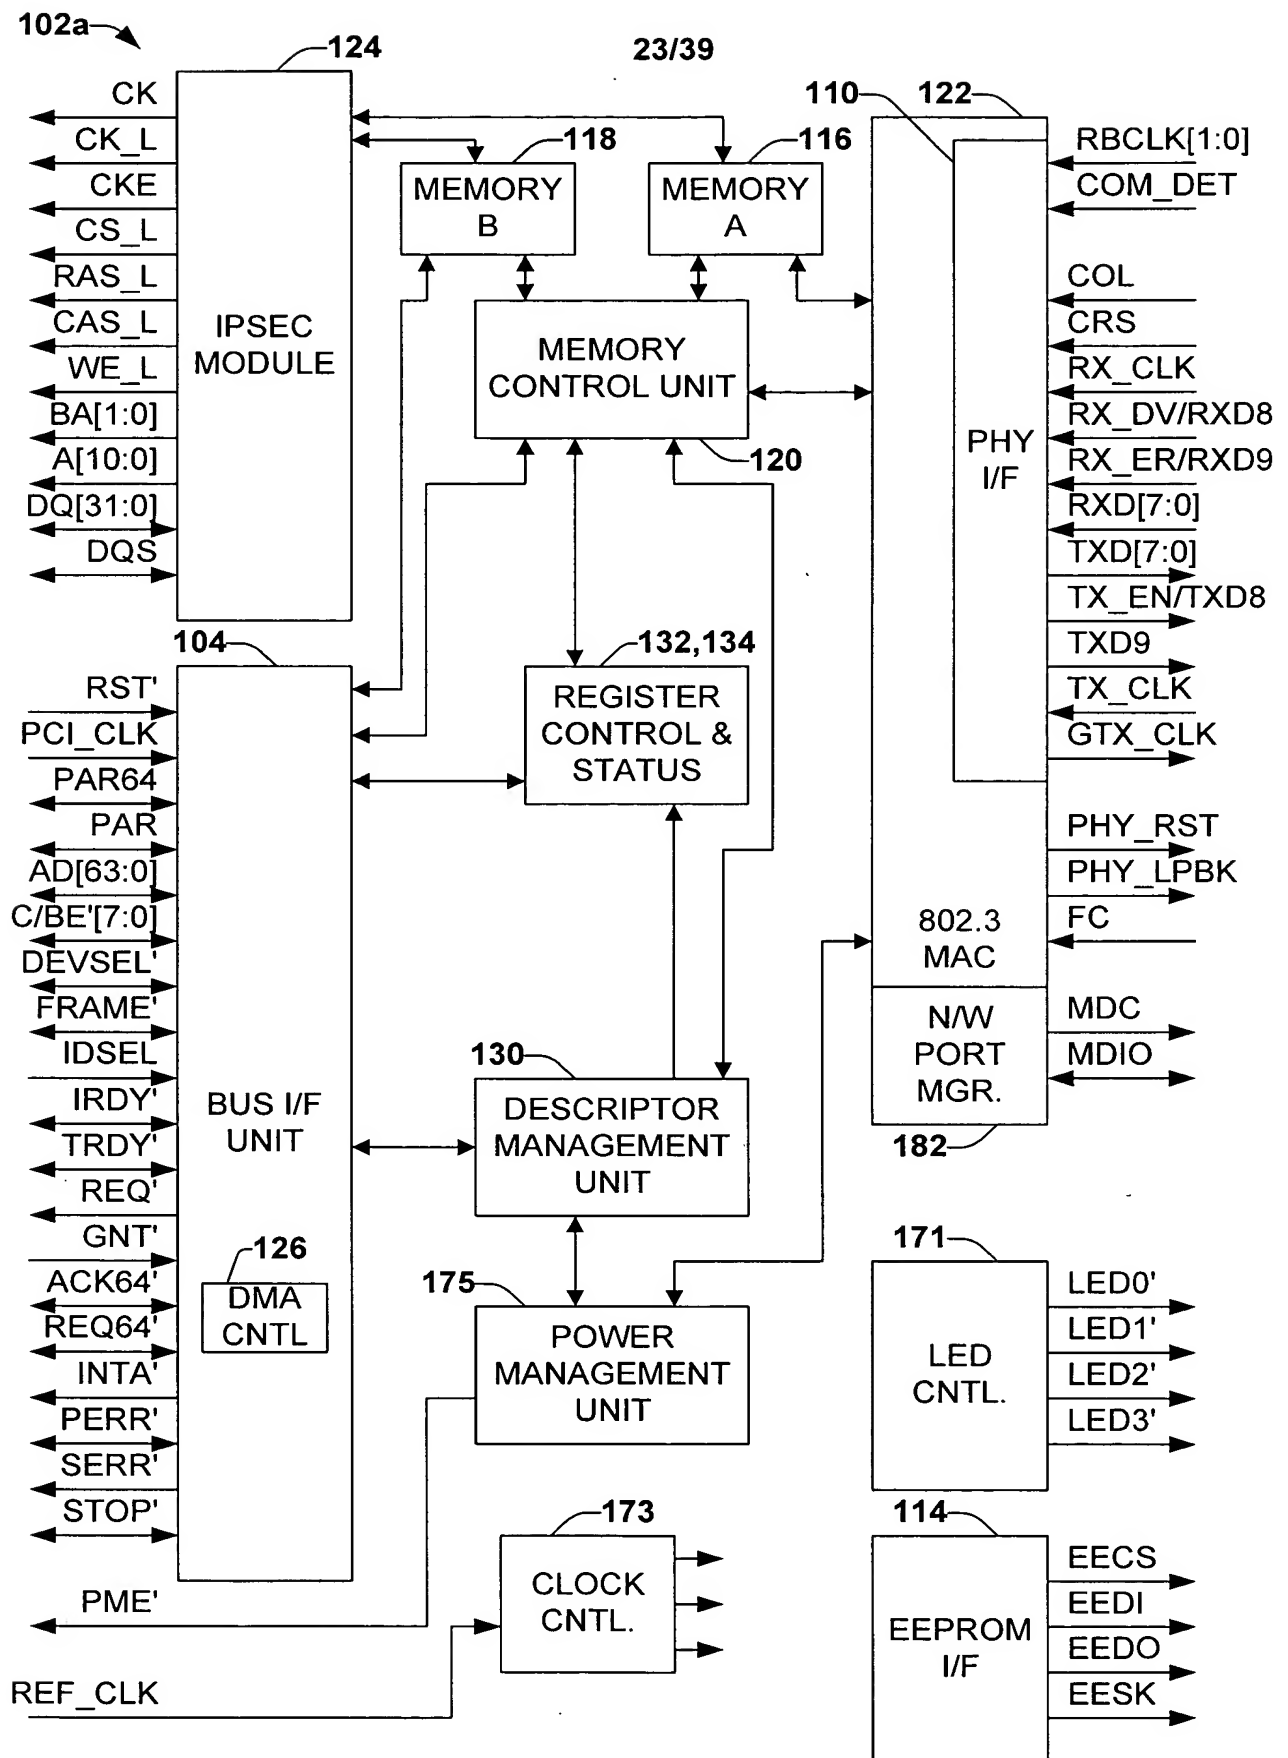 102a
124
23/39
CK
CK_L
CKE
CS_L
RAS_L
CAS_L
WE_L
BA[1:0]
A[10:0]
DQ[31:0]
DQS
IPSEC
MODULE
118
MEMORY
B
116
MEMORY
A
MEMORY
CONTROL UNIT
120
110
122
PHY
I/F
RBCLK[1:0]
COM_DET
COL
CRS
RX_CLK
RX_DV/RXD8
RX_ER/RXD9
RXD[7:0]
TXD[7:0]
TX_EN/TXD8
TXD9
TX_CLK
GTX_CLK
PHY_RST
PHY_LPBK
FC
802.3
MAC
N/W
PORT
MGR.
182
MDC
MDIO
104
RST'
PCI_CLK
PAR64
PAR
AD[63:0]
C/BE'[7:0]
DEVSEL'
FRAME'
IDSEL
IRDY'
TRDY'
REQ'
GNT'
ACK64'
REQ64'
INTA'
PERR'
SERR'
STOP'
PME'
REF_CLK
BUS I/F
UNIT
126
DMA
CNTL
132,134
REGISTER
CONTROL &
STATUS
130
DESCRIPTOR
MANAGEMENT
UNIT
175
POWER
MANAGEMENT
UNIT
173
CLOCK
CNTL.
171
LED
CNTL.
LED0'
LED1'
LED2'
LED3'
114
EEPROM
I/F
EECS
EEDI
EEDO
EESK